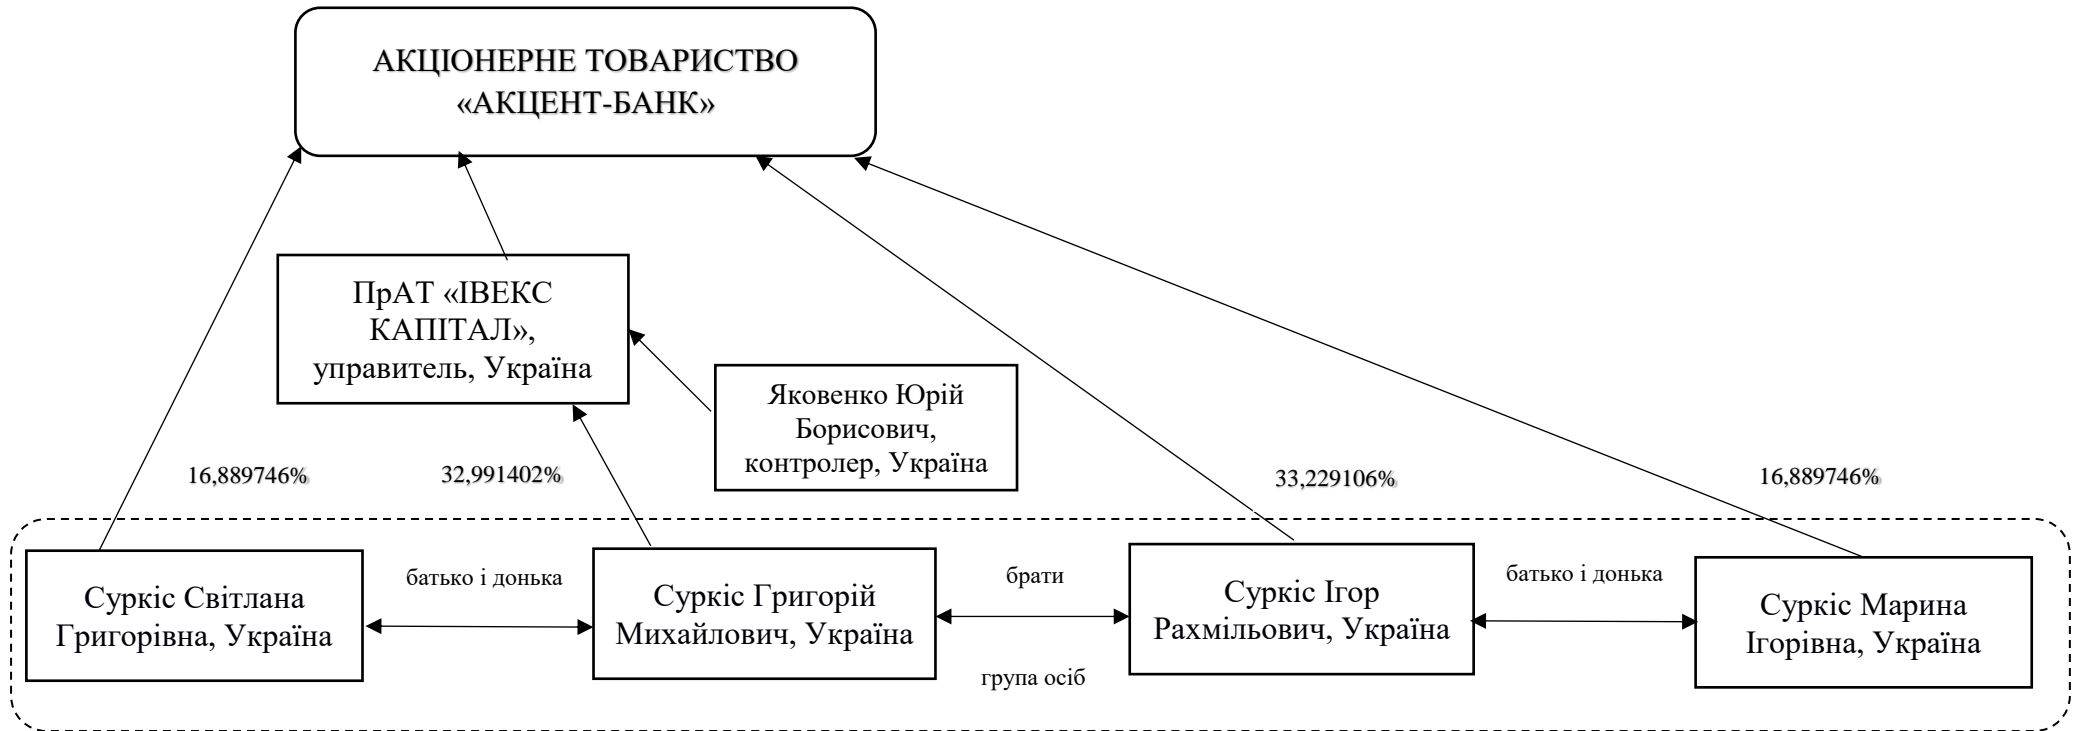 АКЦІОНЕРНЕ ТОВАРИСТВО
«АКЦЕНТ-БАНК»
ПрАТ «ІВЕКС
КАПІТАЛ»,
управитель, Україна
Яковенко Юрій
Борисович,
контролер, Україна
16,889746%
32,991402%
33,229106%
16,889746%
Суркіс Світлана
Григорівна, Україна
батько і донька
Суркіс Григорій
Михайлович, Україна
брати
група осіб
Суркіс Ігор
Рахмільович, Україна
батько і донька
Суркіс Марина
Ігорівна, Україна